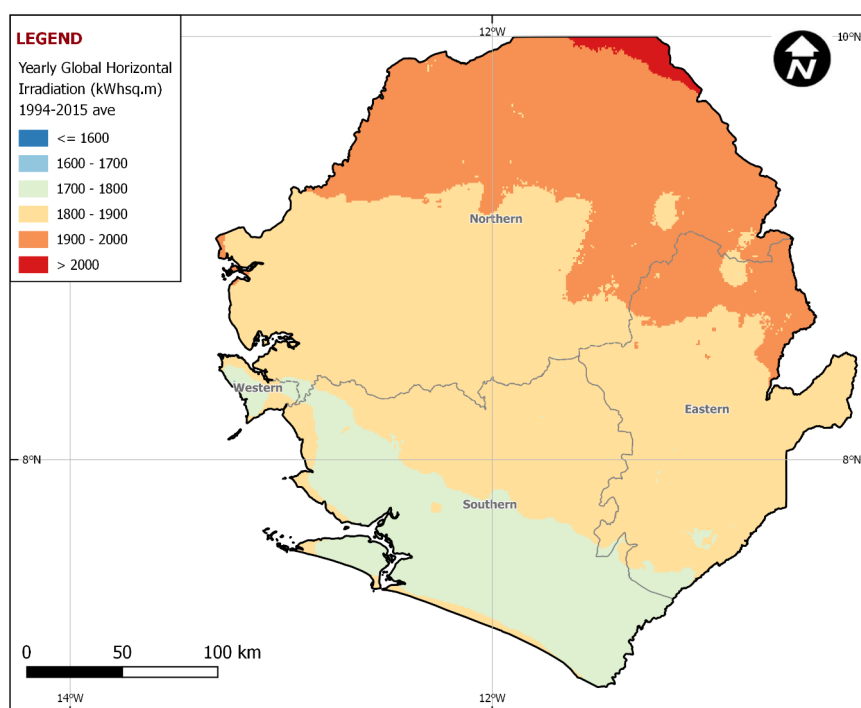 LEGEND
Yearly Global Horizontal
Irradiation (kWhsq.m)
1994-2015 ave
<= 1600
1600 - 1700
1700 - 1800
1800 - 1900
1900 - 2000
> 2000
12°W
10°N
N
Northern
Western
Eastern
8°N
8°N
Southern
0 50 100 km
14°W
12°W